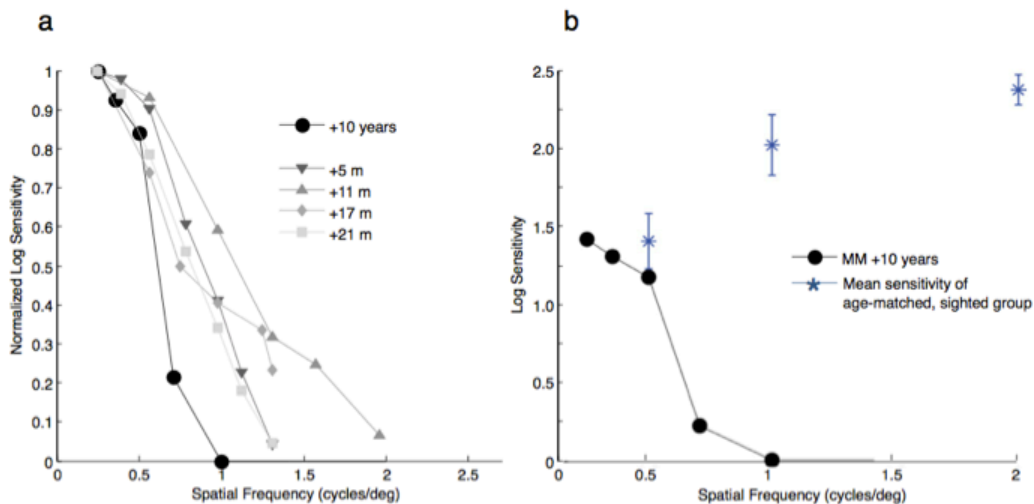 a
b
1
0.9
0.8
0.7
0.6
0.5
0.4
0.3
0.2
0.1
0
Normalized Log Sensitivity
+10 years
+5 m
+11 m
+17 m
+21 m
0
0.5
1
1.5
2
2.5
Spatial Frequency (cycles/deg)
2.5
2.0
1.5
1.0
0.5
0
Log Sensitivity
MM +10 years
Mean sensitivity of
age-matched, sighted group
0
0.5
1
1.5
2
Spatial Frequency (cycles/deg)